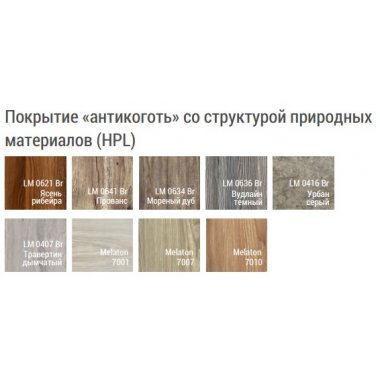 Покрытие «антикоготь» со структурой природных
материалов (HPL)
LM 0621 Br
Ясень
рибейра
LM 0641 Br
Прованс
LM 0634 Br
Мореный дуб
LM 0636 Br
Вудлайн
темный
LM 0416 Br
Урбан
серый
LM 0407 Br
Травертин
дымчатый
Melaton
7001
Melaton
7007
Melaton
7010